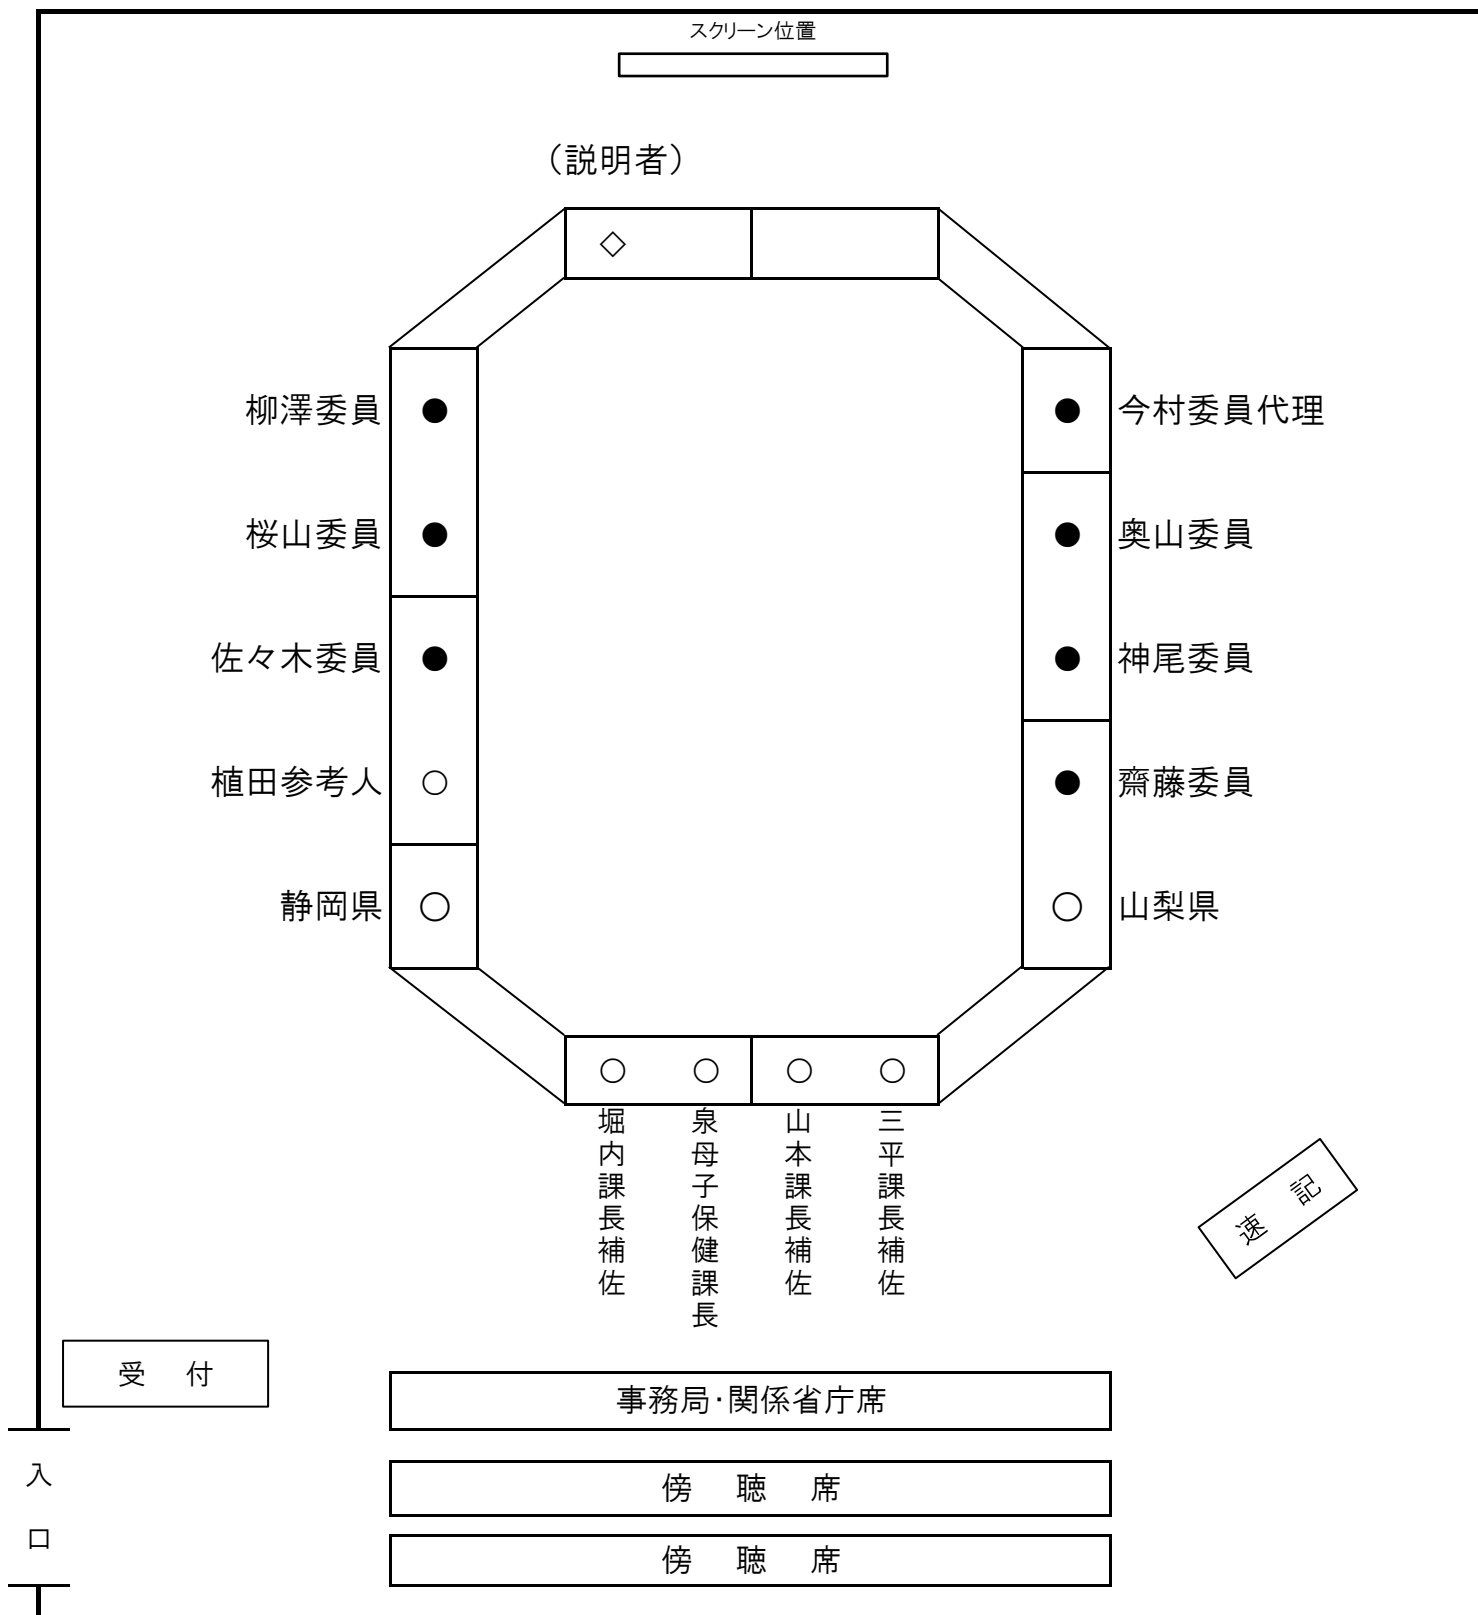 スクリーン位置
（説明者）
◇
柳澤委員 ● ● 今村委員代理
桜山委員 ● ● 奥山委員
佐々木委員 ● ● 神尾委員
植田参考人 ○ ● 齋藤委員
静岡県 ○ ○ 山梨県
○ ○ ○ ○
堀内課長補佐
泉母子保健課長
山本課長補佐
三平課長補佐
速 記
受 付
事務局・関係省庁席
入口
傍 聴 席
傍 聴 席